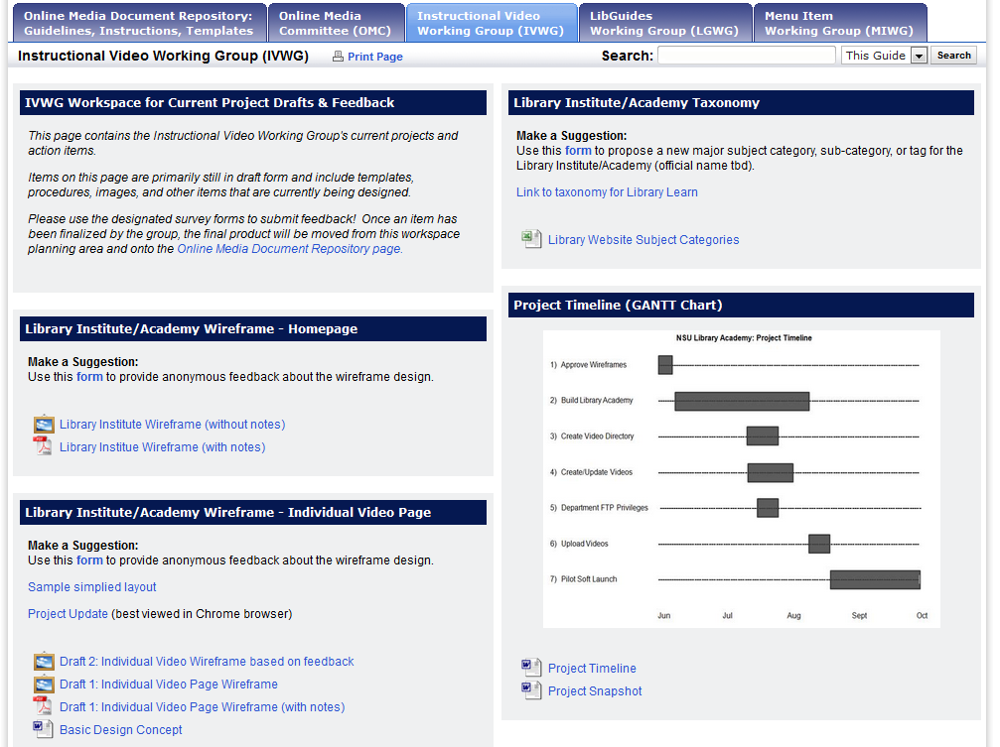 Online Media Document Repository:
Guidelines, Instructions, Templates
Online Media
Committee (OMC)
Instructional Video
Working Group (IVWG)
LibGuides
Working Group (LGWG)
Menu Item
Working Group (MIWG)
Instructional Video Working Group (IVWG)
Print Page
Search:
This Guide
Search
IVWG Workspace for Current Project Drafts & Feedback
This page contains the Instructional Video Working Group's current projects and
action items.
Items on this page are primarily still in draft form and include templates,
procedures, images, and other items that are currently being designed.
Please use the designated survey forms to submit feedback! Once an item has
been finalized by the group, the final product will be moved from this workspace
planning area and onto the Online Media Document Repository page.
Library Institute/Academy Wireframe - Homepage
Make a Suggestion:
Use this form to provide anonymous feedback about the wireframe design.
Library Institute Wireframe (without notes)
Library Institue Wireframe (with notes)
Library Institute/Academy Wireframe - Individual Video Page
Make a Suggestion:
Use this form to provide anonymous feedback about the wireframe design.
Sample simplied layout
Project Update (best viewed in Chrome browser)
Draft 2: Individual Video Wireframe based on feedback
Draft 1: Individual Video Page Wireframe
Draft 1: Individual Video Page Wireframe (with notes)
Basic Design Concept
Library Institute/Academy Taxonomy
Make a Suggestion:
Use this form to propose a new major subject category, sub-category, or tag for the
Library Institute/Academy (official name tbd).
Link to taxonomy for Library Learn
Library Website Subject Categories
Project Timeline (GANTT Chart)
NSU Library Academy: Project Timeline
1) Approve Wireframes
2) Build Library Academy
3) Create Video Directory
4) Create/Update Videos
5) Department FTP Privileges
6) Upload Videos
7) Pilot Soft Launch
Jun Jul Aug Sept Oct
Project Timeline
Project Snapshot